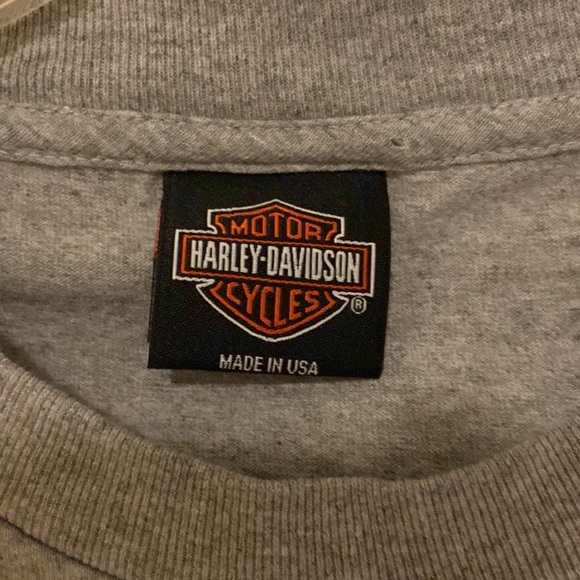 MOTOR
HARLEY-DAVIDSON
CYCLES
®
MADE IN USA